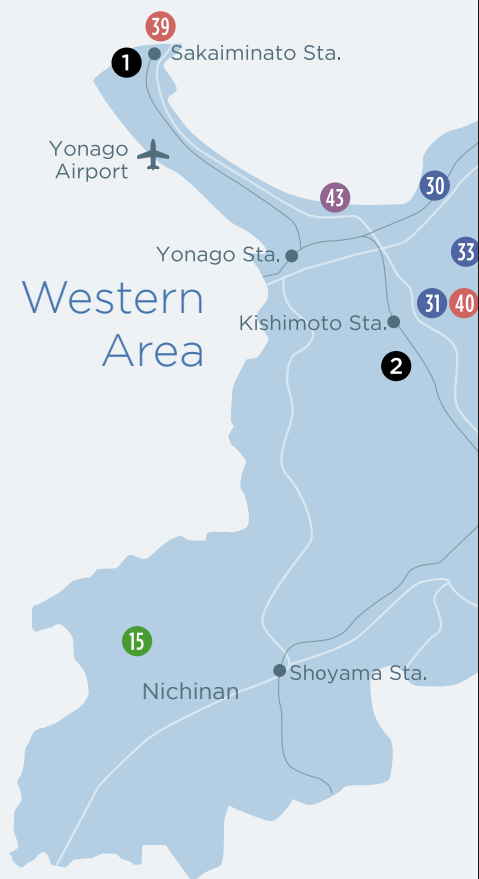 39
1
Sakaiminato Sta.
Yonago
Airport
43
30
33
Yonago Sta.
Western
Area
31
40
Kishimoto Sta.
2
15
Shoyama Sta.
Nichinan